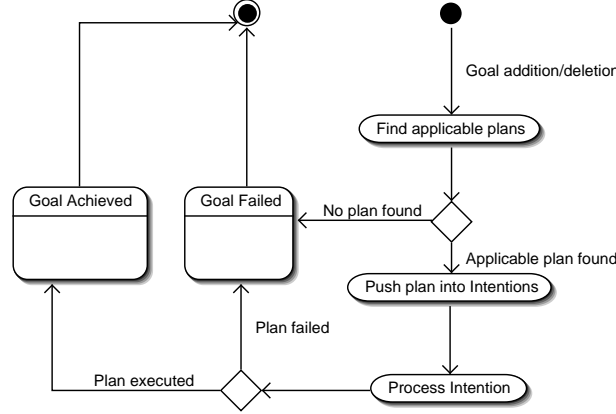 Goal addition/deletion
Find applicable plans
Goal Achieved
Goal Failed
No plan found
Applicable plan found
Push plan into Intentions
Plan failed
Plan executed
Process Intention